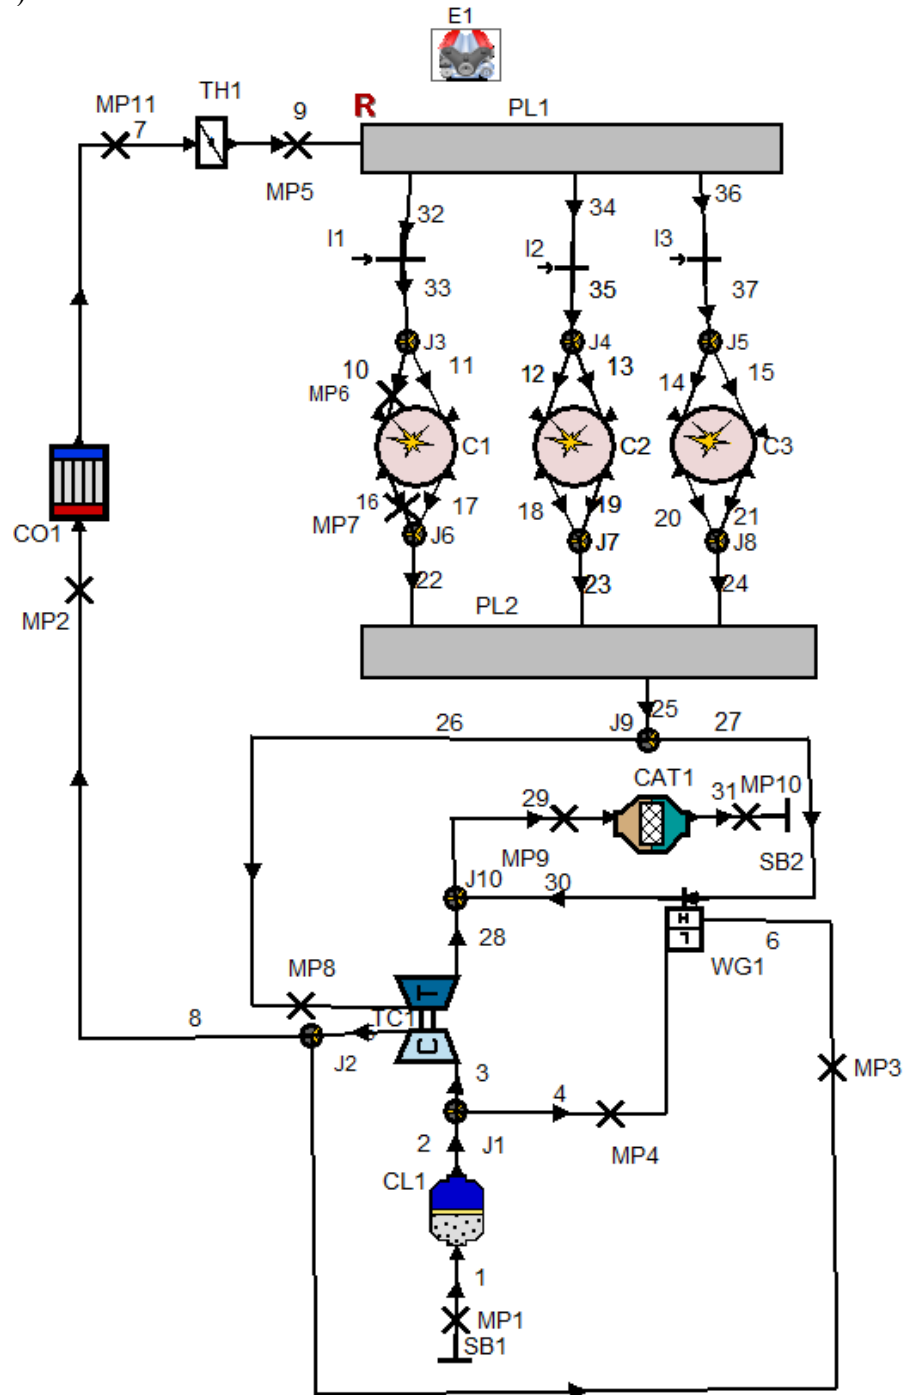 )
E1
TH1
MP11
7
9
R
PL1
MP5
32
34
36
I1
I2
I3
33
35
37
J3
J4
J5
10
11
12
13
14
15
MP6
C1
C2
C3
16
17
18
19
20
21
MP7
J6
J7
J8
CO1
22
23
24
MP2
PL2
25
26
J9
27
CAT1
29
31
MP10
MP9
SB2
J10
30
28
H
L
6
WG1
MP8
T
TC1
8
C
J2
3
4
MP3
2
J1
MP4
CL1
1
MP1
SB1